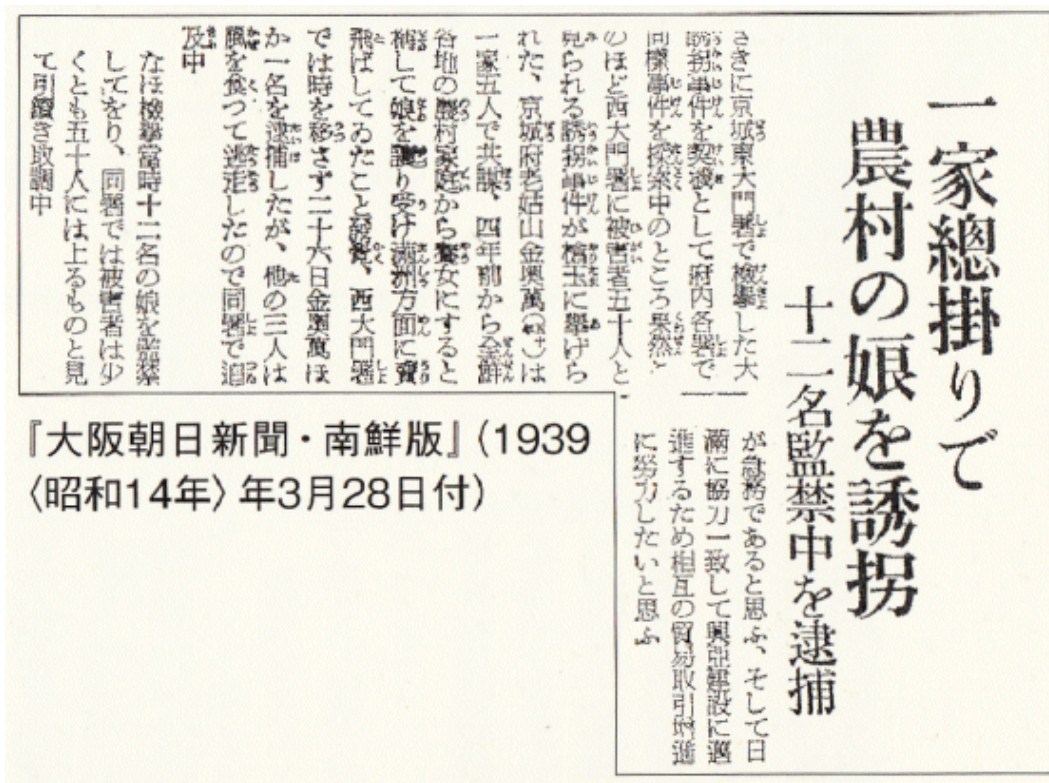 一家總掛りで
農村の娘を誘拐
十二名監禁中を逮捕
さきに京城東大門署で檢擧した大
誘拐事件を契機として府内各署で
同樣事件を探索中のところ果然
のほど西大門署に被害者五十人と
見られる誘拐事件が槍玉に擧げら
れた、京城府老姑山金奥萬は
一家五人で共謀、四年前から全鮮
各地の農村家庭から養女にすると
稱して娘を讓り受け滿洲方面に賣
飛ばしてゐたこと發覺、西大門署
では時を移さず二十六日金奥萬ほ
か一名を逮捕したが、他の三人は
風を食つて逃走したので同署で追
及中
なほ檢擧當時十二名の娘を監禁
してをり、同署では被害者は少
くとも五十人には上るものと見
て引續き取調中
が急務であると思ふ、そして日
滿に協力一致して興亞建設に邁
進するため相互の貿易取引增進
に努力したいと思ふ
『大阪朝日新聞・南鮮版』(1939
〈昭和14年〉年3月28日付)